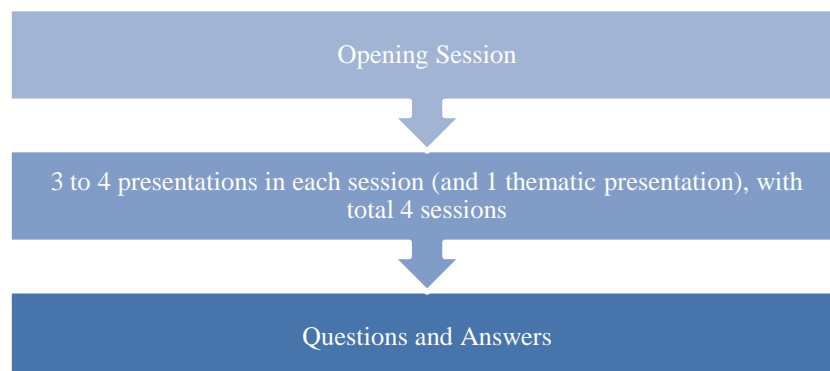 Opening Session
3 to 4 presentations in each session (and 1 thematic presentation), with
total 4 sessions
Questions and Answers